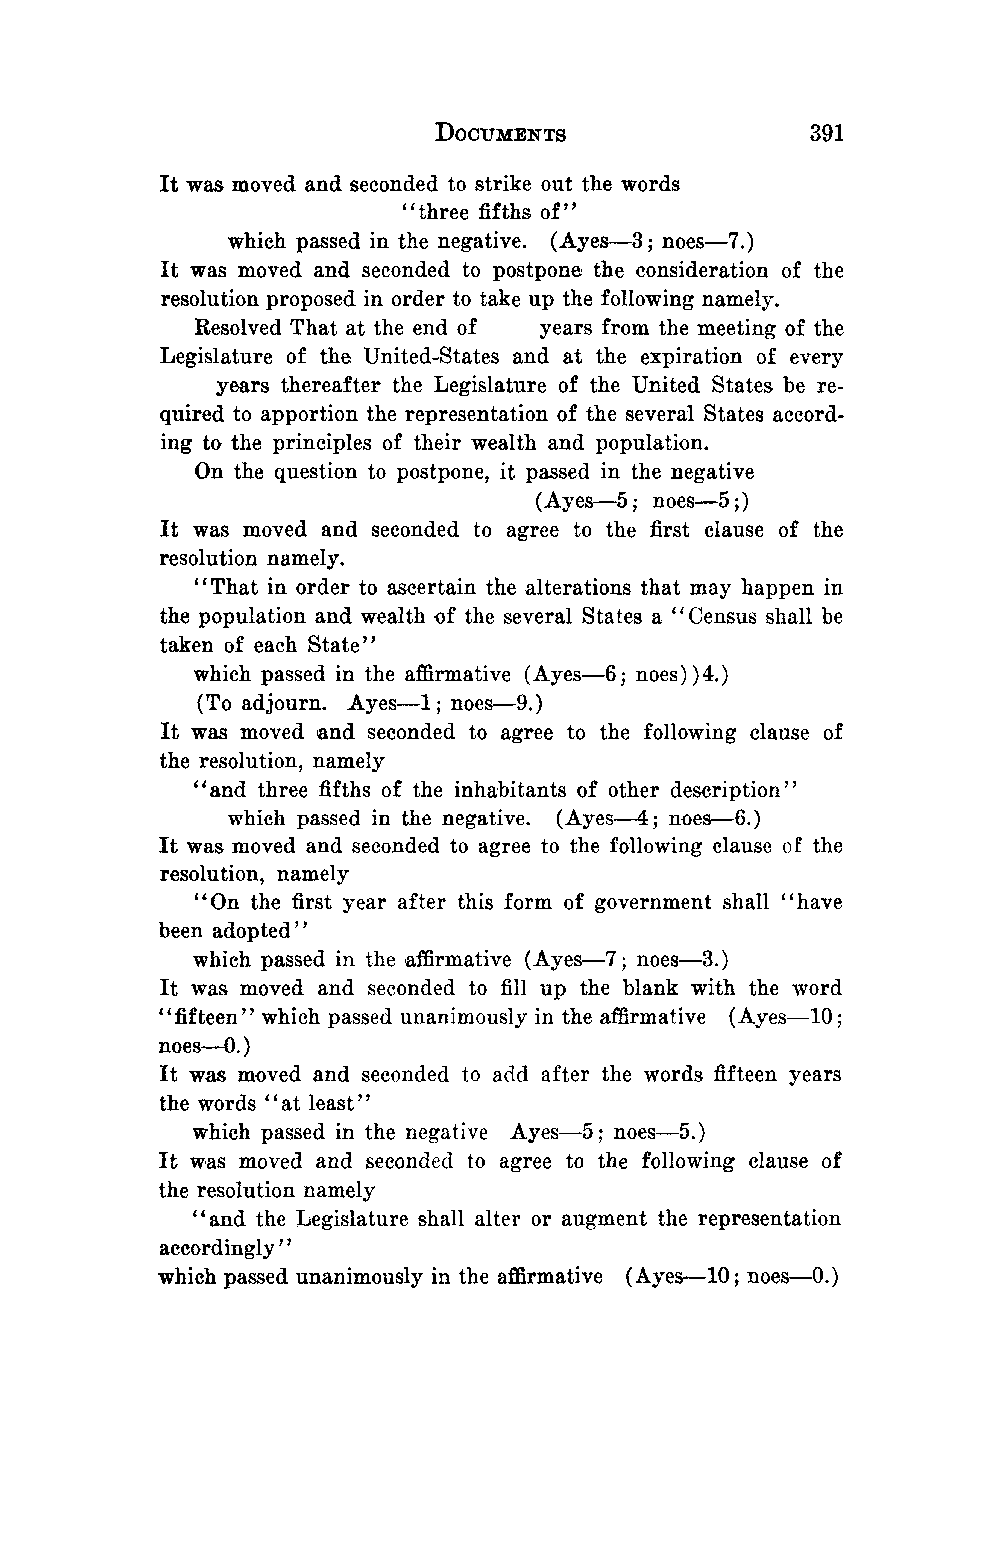 DOCUMENTS 391
It was moved and seconded to strike out the words
"three fifths of"
which passed in the negative. (Ayes—3; noes—7.)
It was moved and seconded to postpone the consideration of the
resolution proposed in order to take up the following namely.
Resolved That at the end of years from the meeting of the
Legislature of the United-States and at the expiration of every
years thereafter the Legislature of the United States be re-
quired to apportion the representation of the several States accord-
ing to the principles of their wealth and population.
On the question to postpone, it passed in the negative
(Ayes—5; noes—5;)
It was moved and seconded to agree to the first clause of the
resolution namely.
"That in order to ascertain the alterations that may happen in
the population and wealth of the several States a "Census shall be
taken of each State"
which passed in the affirmative (Ayes—6; noes))4.)
(To adjourn. Ayes—1; noes—9.)
It was moved and seconded to agree to the following clause of
the resolution, namely
"and three fifths of the inhabitants of other description"
which passed in the negative. (Ayes—4; noes—6.)
It was moved and seconded to agree to the following clause of the
resolution, namely
"On the first year after this form of government shall "have
been adopted"
which passed in the affirmative (Ayes—7; noes—3.)
It was moved and seconded to fill up the blank with the word
"fifteen" which passed unanimously in the affirmative (Ayes—10;
noes—0.)
It was moved and seconded to add after the words fifteen years
the words "at least"
which passed in the negative Ayes—5; noes—5.)
It was moved and seconded to agree to the following clause of
the resolution namely
"and the Legislature shall alter or augment the representation
accordingly"
which passed unanimously in the affirmative (Ayes—10; noes—0.)